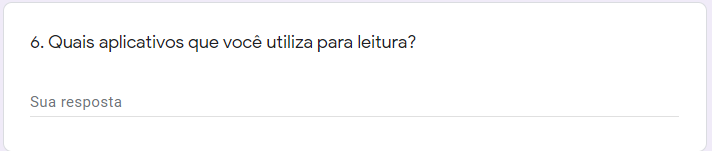 6. Quais aplicativos que você utiliza para leitura?
Sua resposta